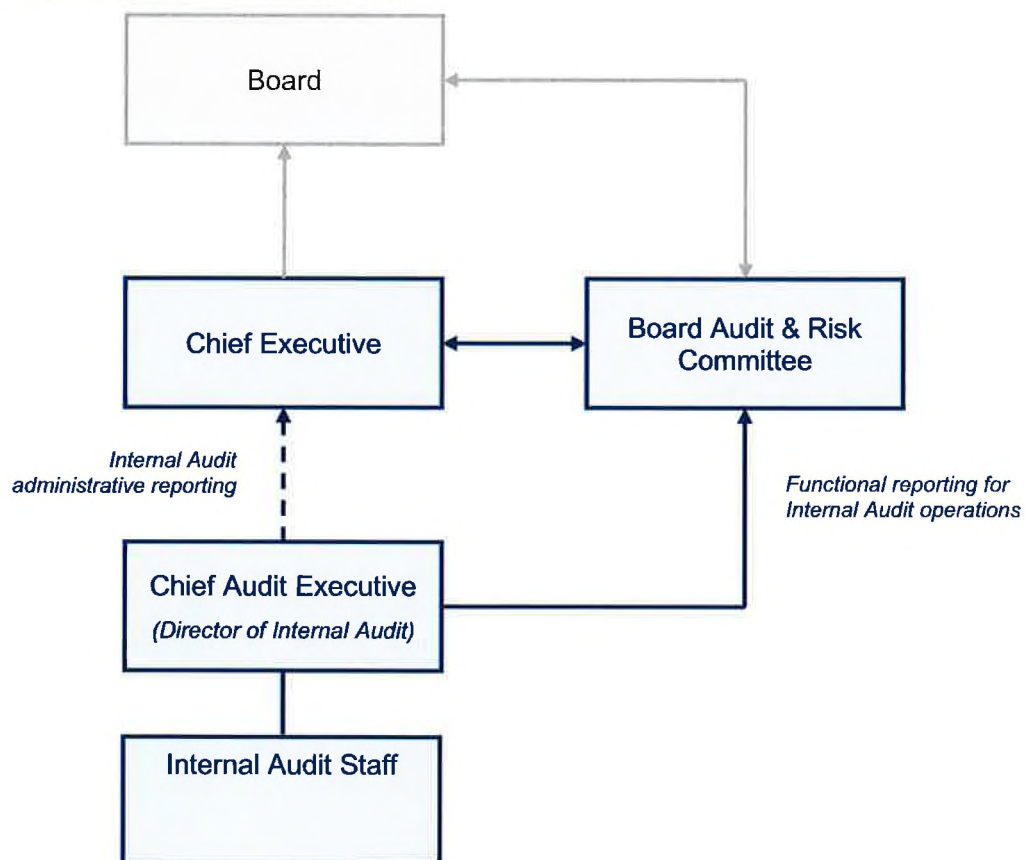 Board
Chief Executive
Board Audit & Risk
Committee
Internal Audit
administrative reporting
Functional reporting for
Internal Audit operations
Chief Audit Executive
(Director of Internal Audit)
Internal Audit Staff